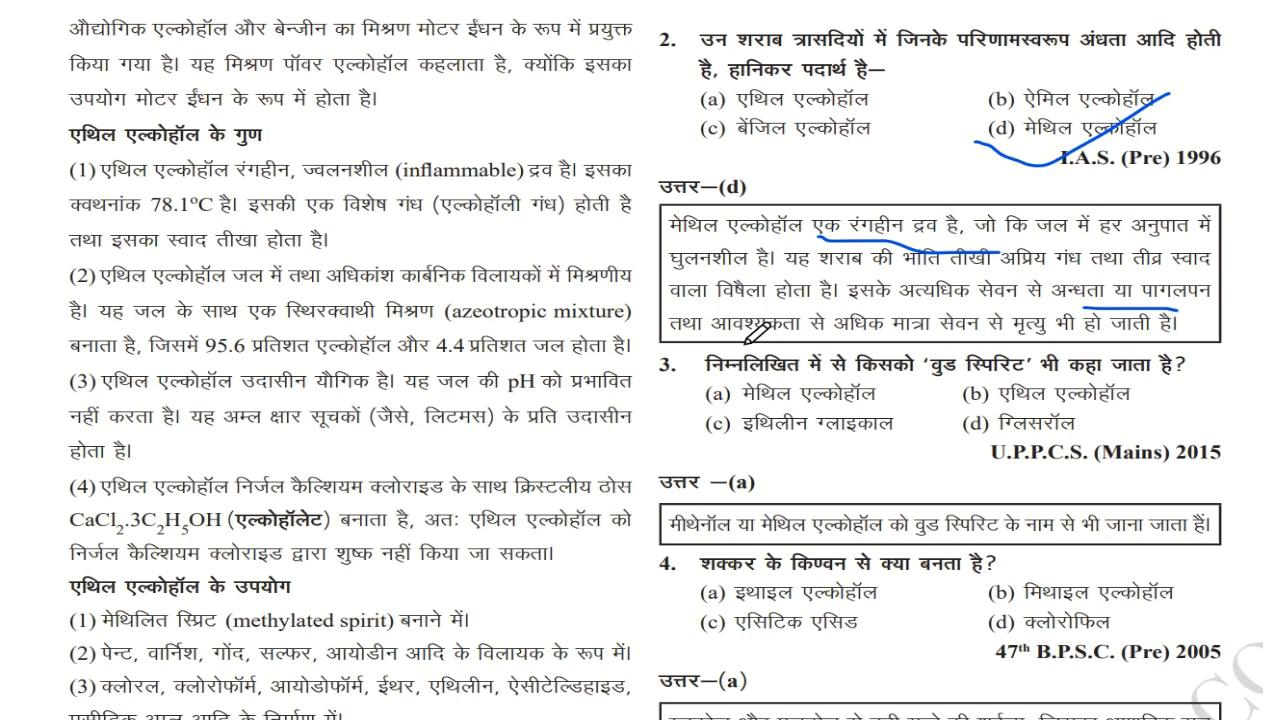 औद्योगिक एल्कोहॉल और बेन्जीन का मिश्रण मोटर ईंधन के रूप में प्रयुक्त
किया गया है। यह मिश्रण पॉवर एल्कोहॉल कहलाता है, क्योंकि इसका
उपयोग मोटर ईंधन के रूप में होता है।
एथिल एल्कोहॉल के गुण
(1) एथिल एल्कोहॉल रंगहीन, ज्वलनशील (inflammable) द्रव है। इसका
क्वथनांक 78.1°C है। इसकी एक विशेष गंध (एल्कोहॉली गंध) होती है
तथा इसका स्वाद तीखा होता है।
(2) एथिल एल्कोहॉल जल में तथा अधिकांश कार्बनिक विलायकों में मिश्रणीय
है। यह जल के साथ एक स्थिरक्वाथी मिश्रण (azeotropic mixture)
बनाता है, जिसमें 95.6 प्रतिशत एल्कोहॉल और 4.4 प्रतिशत जल होता है।
(3) एथिल एल्कोहॉल उदासीन यौगिक है। यह जल की pH को प्रभावित
नहीं करता है। यह अम्ल क्षार सूचकों (जैसे, लिटमस) के प्रति उदासीन
होता है।
(4) एथिल एल्कोहॉल निर्जल कैल्शियम क्लोराइड के साथ क्रिस्टलीय ठोस
CaCl₂.3C₂H₅OH (एल्कोहॉलेट) बनाता है, अतः एथिल एल्कोहॉल को
निर्जल कैल्शियम क्लोराइड द्वारा शुष्क नहीं किया जा सकता।
एथिल एल्कोहॉल के उपयोग
(1) मेथिलित स्प्रिट (methylated spirit) बनाने में।
(2) पेन्ट, वार्निश, गोंद, सल्फर, आयोडीन आदि के विलायक के रूप में।
(3) क्लोरल, क्लोरोफॉर्म, आयोडोफॉर्म, ईथर, एथिलीन, ऐसीटेल्डिहाइड,
2. उन शराब त्रासदियों में जिनके परिणामस्वरूप अंधता आदि होती
है, हानिकर पदार्थ है—
(a) एथिल एल्कोहॉल (b) ऐमिल एल्कोहॉल
(c) बेंजिल एल्कोहॉल (d) मेथिल एल्कोहॉल
I.A.S. (Pre) 1996
उत्तर—(d)
मेथिल एल्कोहॉल एक रंगहीन द्रव है, जो कि जल में हर अनुपात में
घुलनशील है। यह शराब की भांति तीखी अप्रिय गंध तथा तीव्र स्वाद
वाला विषैला होता है। इसके अत्यधिक सेवन से अन्धता या पागलपन
तथा आवश्यकता से अधिक मात्रा सेवन से मृत्यु भी हो जाती है।
3. निम्नलिखित में से किसको ‘वुड स्पिरिट’ भी कहा जाता है?
(a) मेथिल एल्कोहॉल (b) एथिल एल्कोहॉल
(c) इथिलीन ग्लाइकाल (d) ग्लिसरॉल
U.P.P.C.S. (Mains) 2015
उत्तर –(a)
मीथेनॉल या मेथिल एल्कोहॉल को वुड स्पिरिट के नाम से भी जाना जाता हैं।
4. शक्कर के किण्वन से क्या बनता है?
(a) इथाइल एल्कोहॉल (b) मिथाइल एल्कोहॉल
(c) एसिटिक एसिड (d) क्लोरोफिल
47th B.P.S.C. (Pre) 2005
उत्तर—(a)